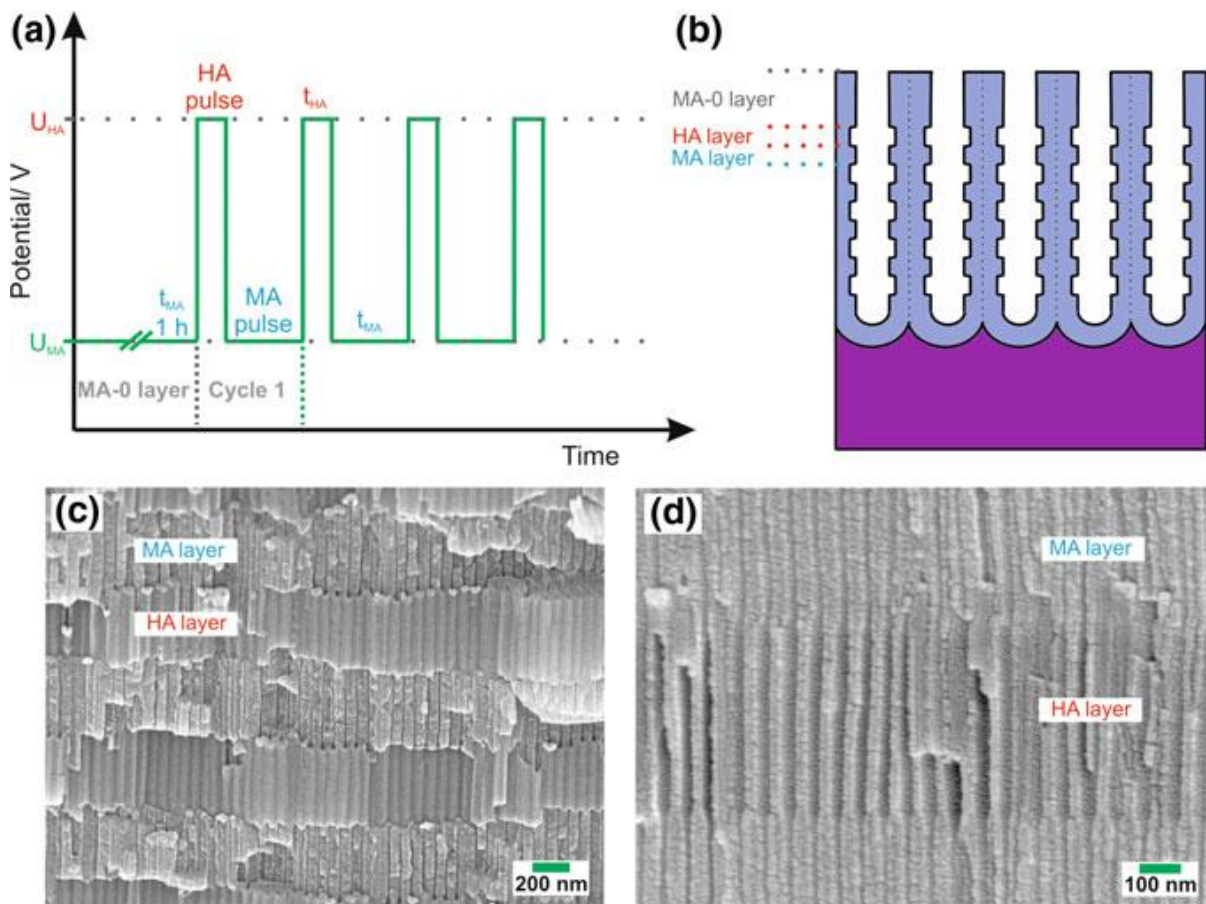 (a)
HA
pulse
t_HA
U_HA
Potential/ V
t_MA
1 h
MA
pulse
t_MA
U_MA
MA-0 layer
Cycle 1
Time
(b)
MA-0 layer
HA layer
MA layer
(c)
MA layer
HA layer
200 nm
(d)
MA layer
HA layer
100 nm